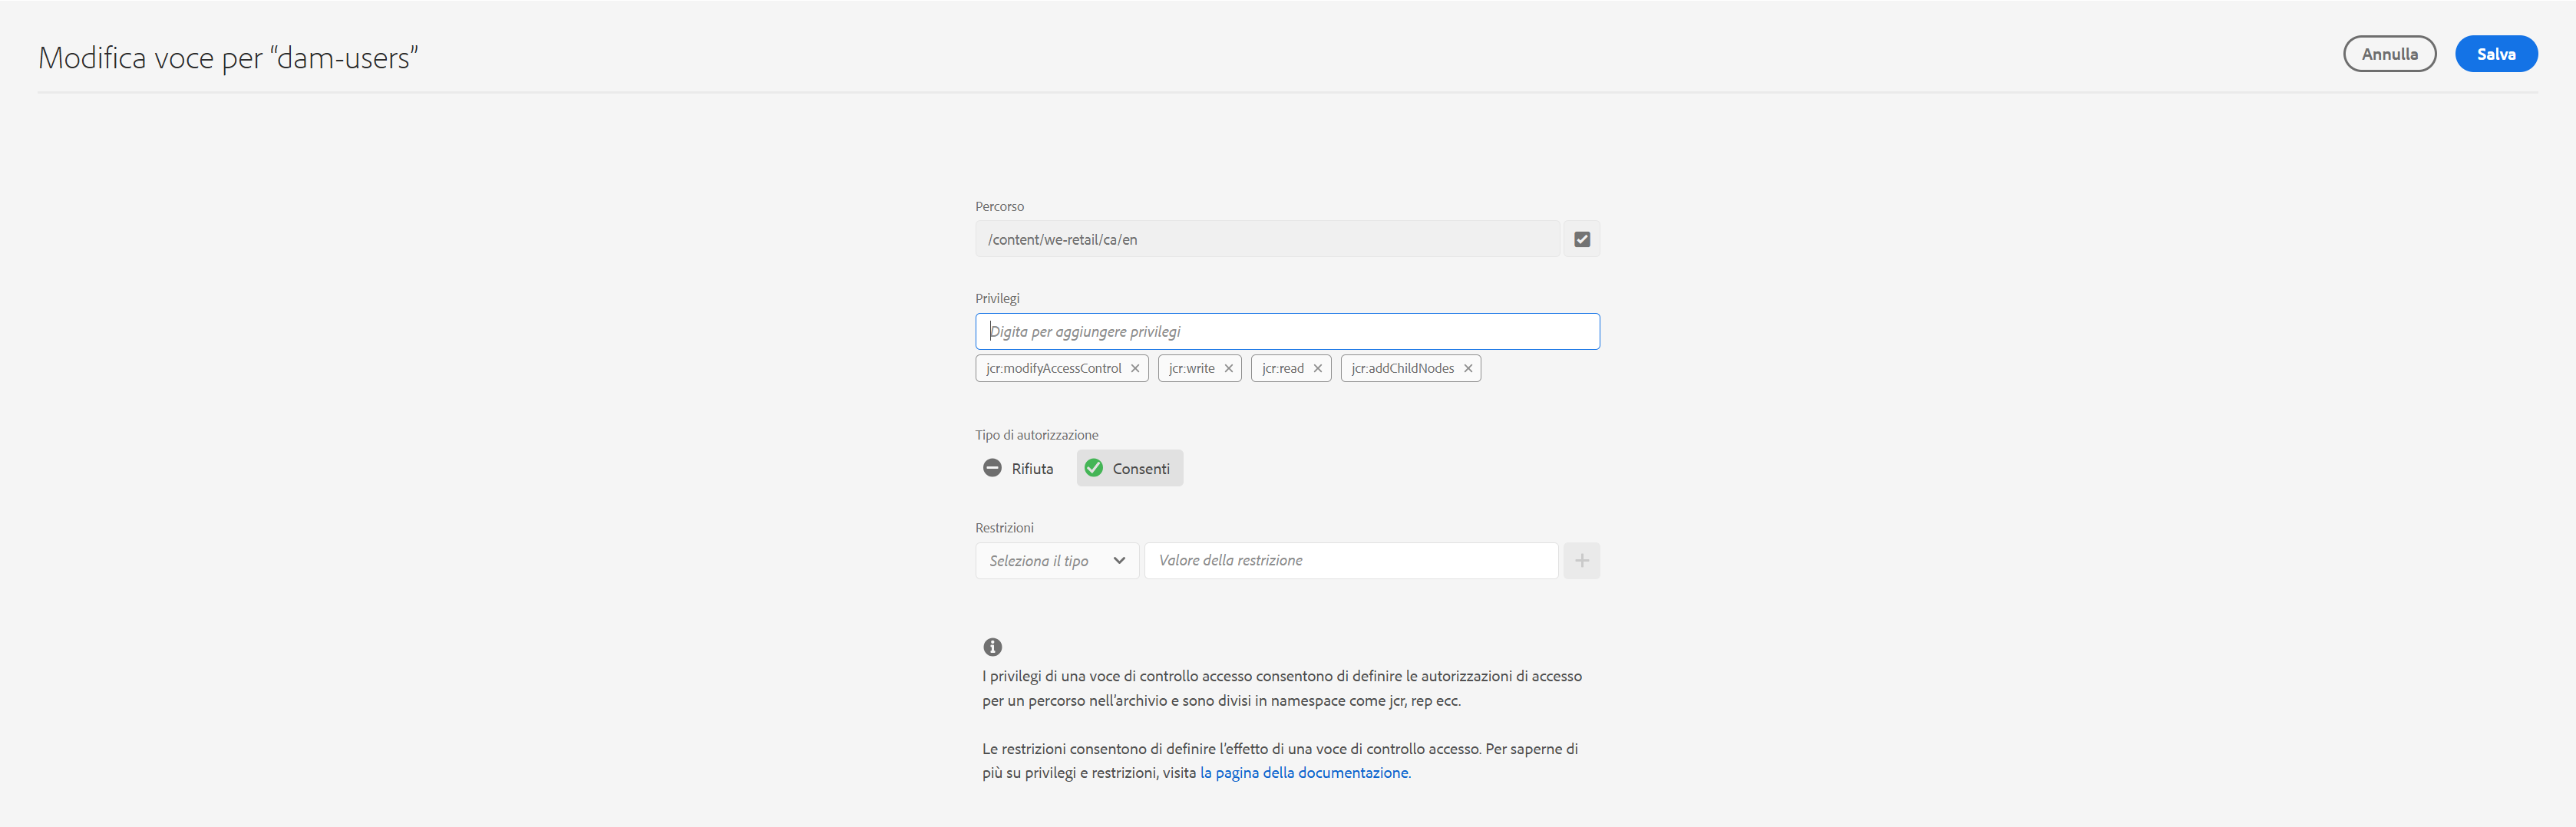 Modifica voce per “dam-users”
Annulla
Salva
Percorso
/content/we-retail/ca/en
Privilegi
Digita per aggiungere privilegi
jcr:modifyAccessControl
jcr:write
jcr:read
jcr:addChildNodes
Tipo di autorizzazione
Rifiuta
Consenti
Restrizioni
Seleziona il tipo
Valore della restrizione
I privilegi di una voce di controllo accesso consentono di definire le autorizzazioni di accesso
per un percorso nell’archivio e sono divisi in namespace come jcr, rep ecc.
Le restrizioni consentono di definire l’effetto di una voce di controllo accesso. Per saperne di
più su privilegi e restrizioni, visita la pagina della documentazione.